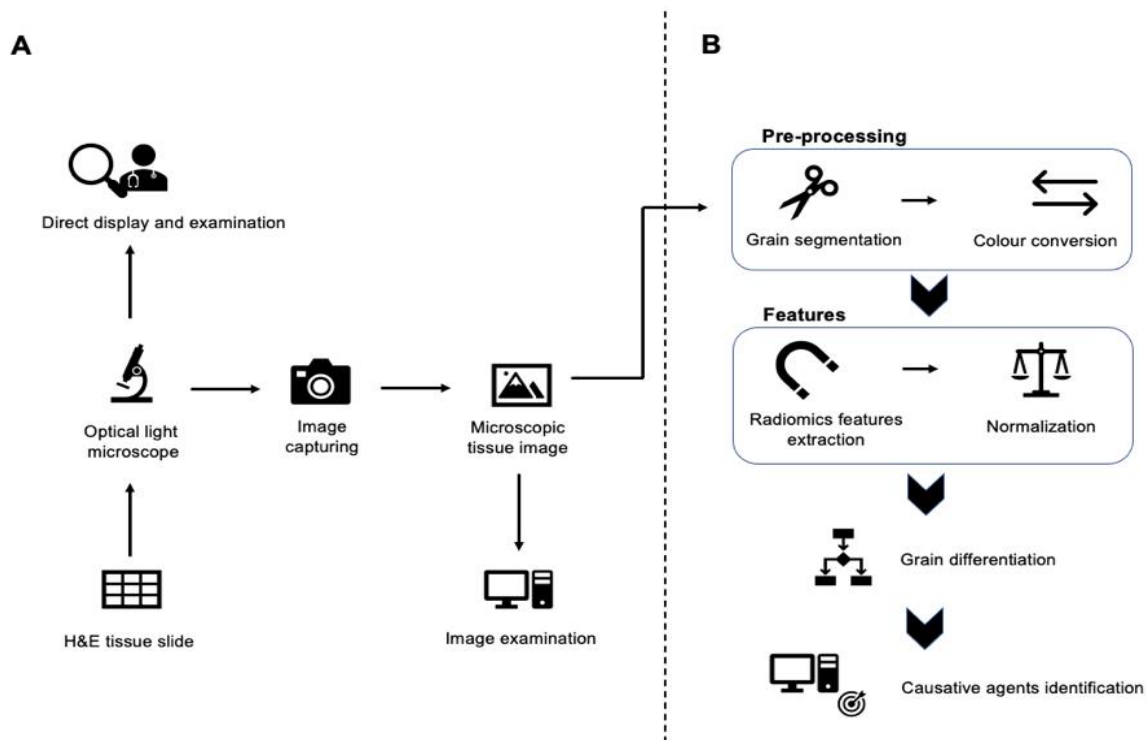 A
Direct display and examination
Optical light
microscope
Image
capturing
Microscopic
tissue image
H&E tissue slide
Image examination
B
Pre-processing
Grain segmentation
Colour conversion
Features
Radiomics features
extraction
Normalization
Grain differentiation
Causative agents identification